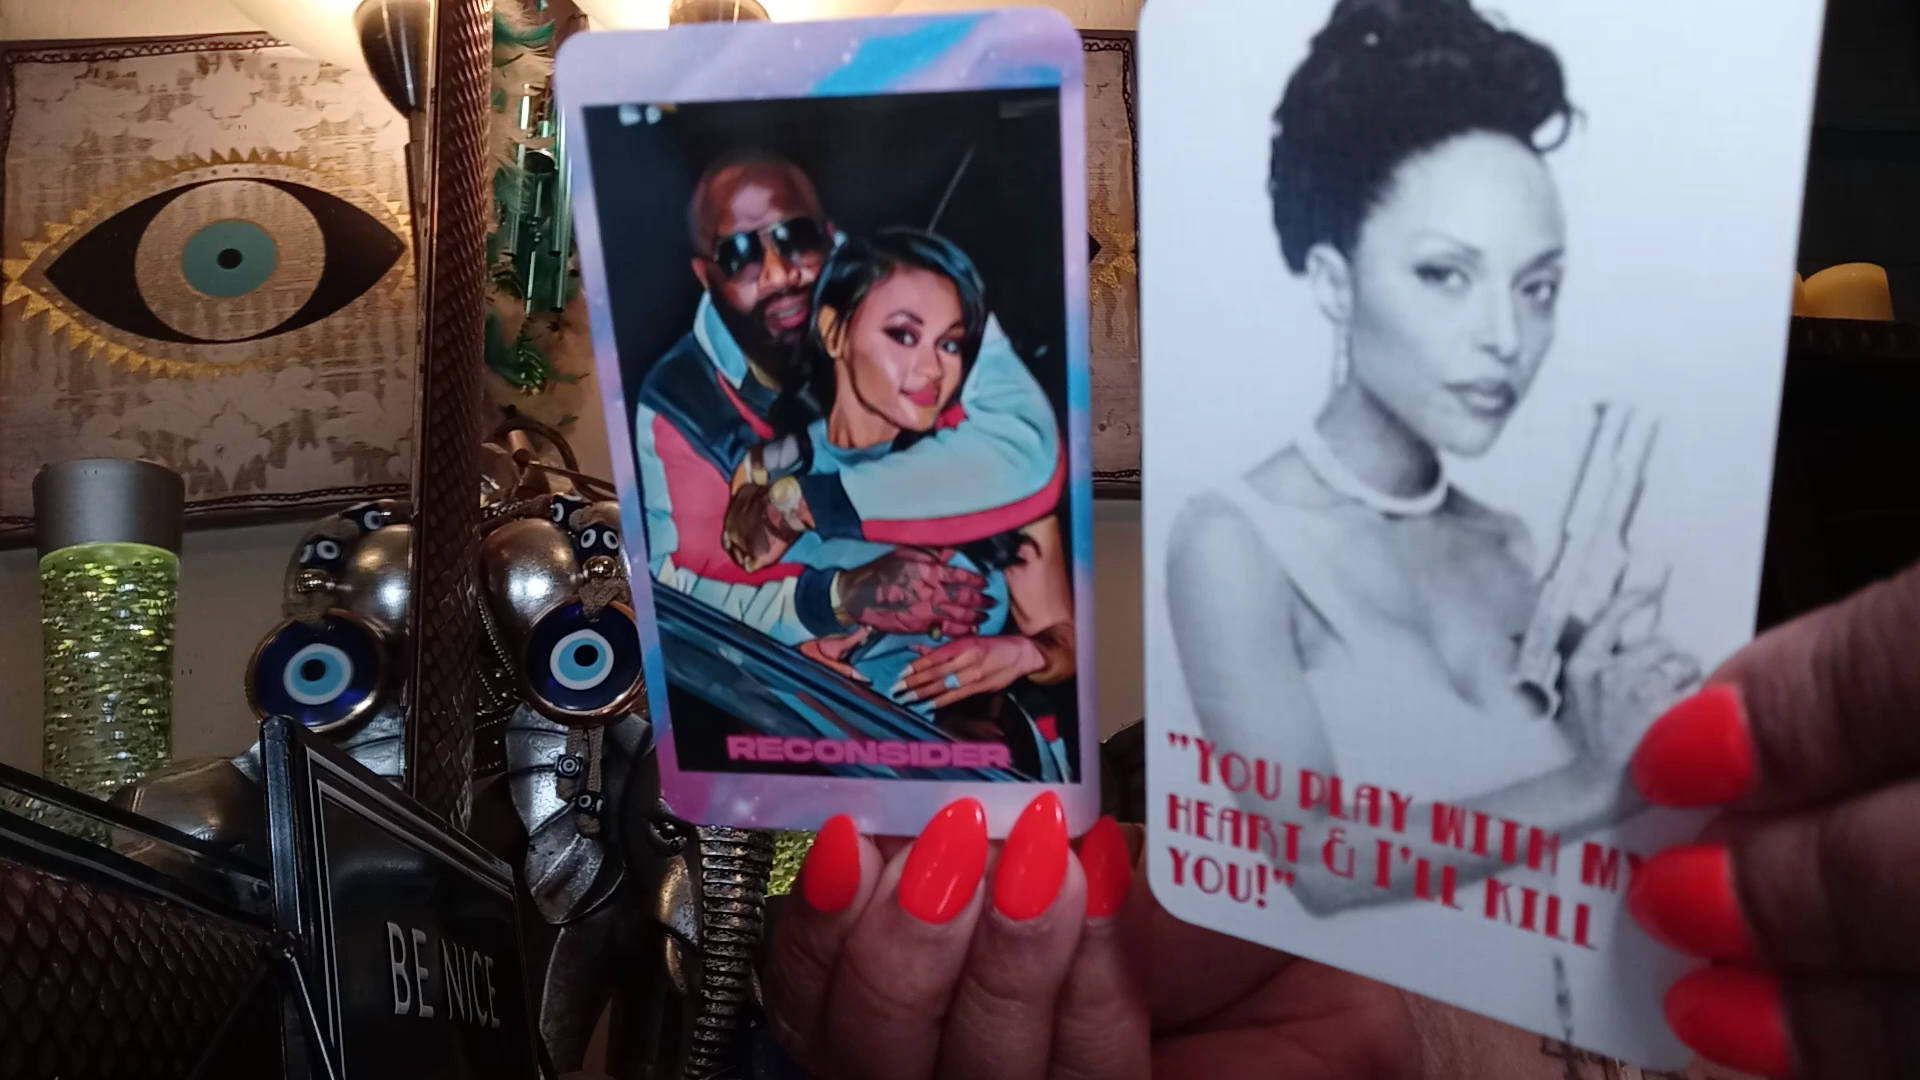 RECONSIDER
"YOU PLAY WITH MY
HEART & I'LL KILL
YOU!"
BE NICE